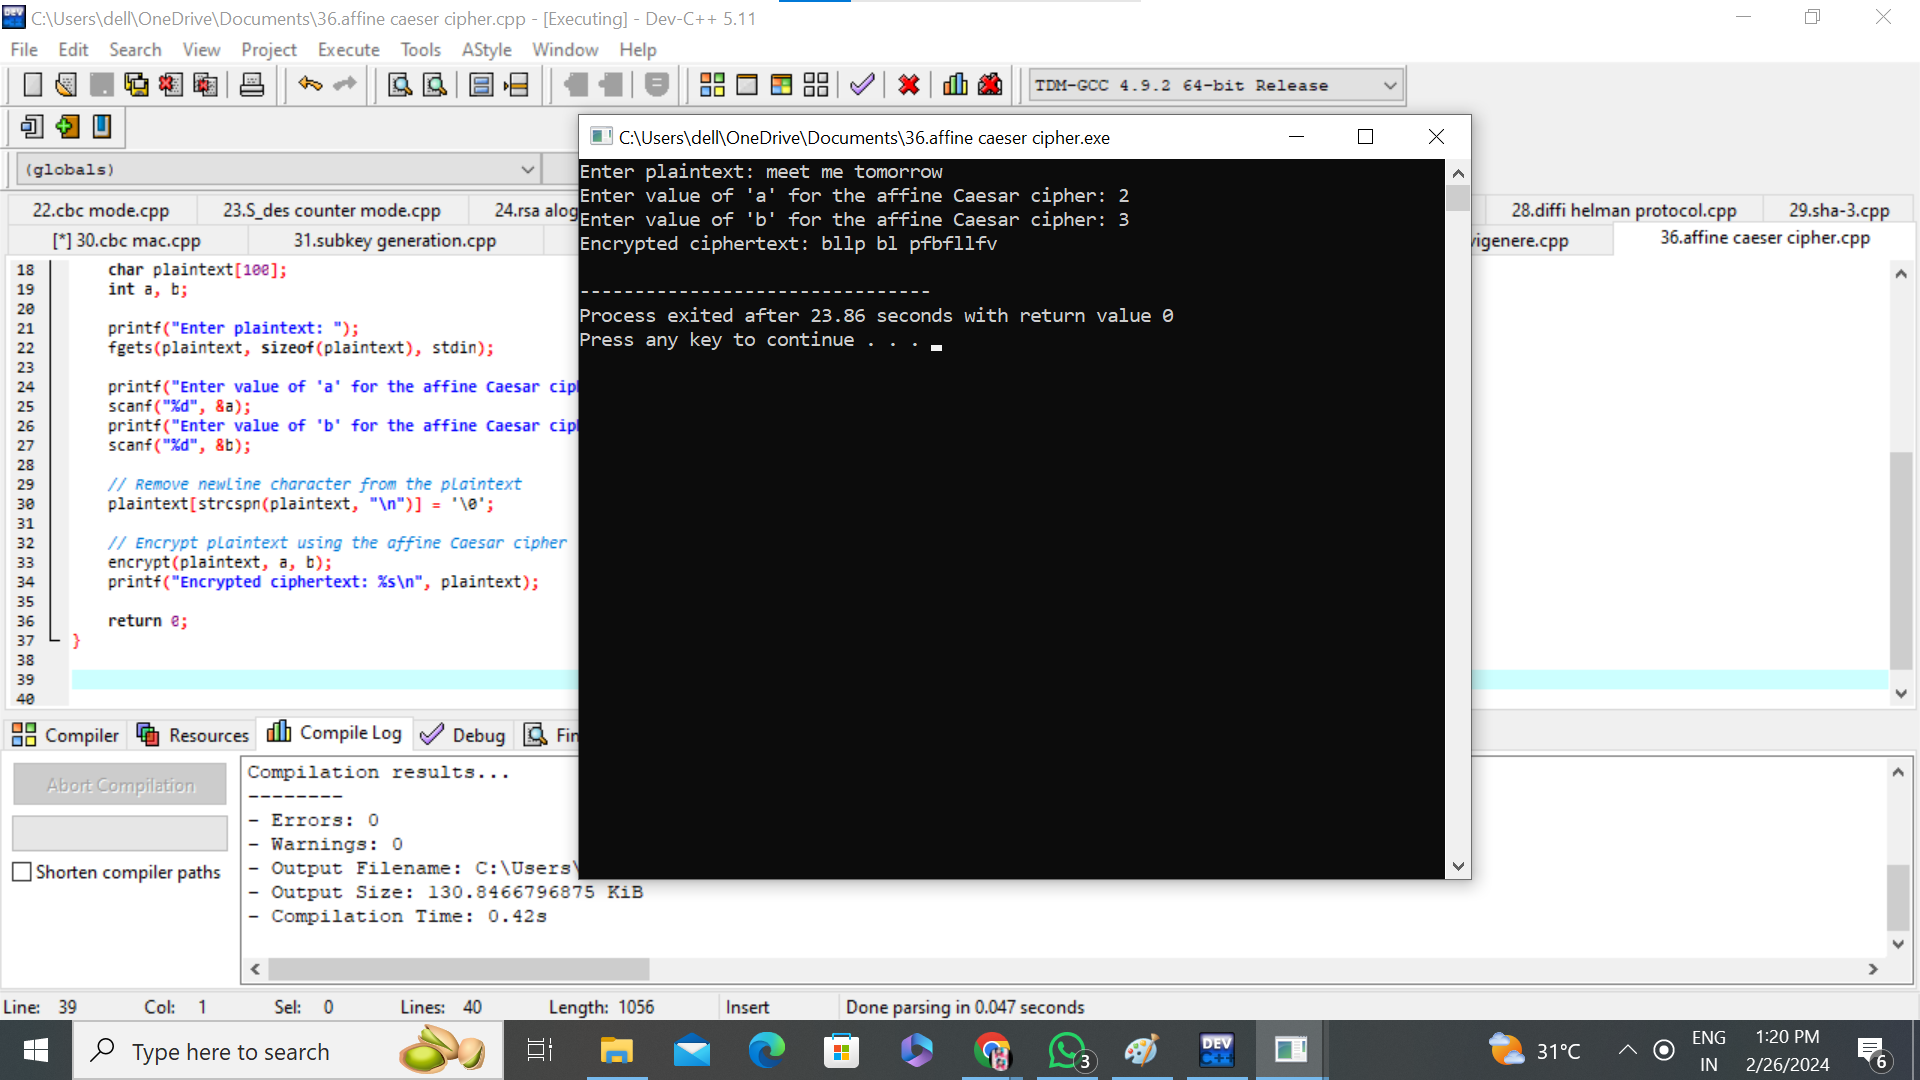 C:\Users\dell\OneDrive\Documents\36.affine caeser cipher.cpp - [Executing] - Dev-C++ 5.11
File Edit Search View Project Execute Tools AStyle Window Help
TDM-GCC 4.9.2 64-bit Release
(globals)
22.cbc mode.cpp 23.S_des counter mode.cpp 24.rsa alog 28.diffi helman protocol.cpp 29.sha-3.cpp
[*] 30.cbc mac.cpp 31.subkey generation.cpp vigenere.cpp 36.affine caeser cipher.cpp
18 char plaintext[100];
19 int a, b;
20
21 printf("Enter plaintext: ");
22 fgets(plaintext, sizeof(plaintext), stdin);
23
24 printf("Enter value of 'a' for the affine Caesar cip
25 scanf("%d", &a);
26 printf("Enter value of 'b' for the affine Caesar cip
27 scanf("%d", &b);
28
29 // Remove newline character from the plaintext
30 plaintext[strcspn(plaintext, "\n")] = '\0';
31
32 // Encrypt plaintext using the affine Caesar cipher
33 encrypt(plaintext, a, b);
34 printf("Encrypted ciphertext: %s\n", plaintext);
35
36 return 0;
37 }
38
39
40
C:\Users\dell\OneDrive\Documents\36.affine caeser cipher.exe
Enter plaintext: meet me tomorrow
Enter value of 'a' for the affine Caesar cipher: 2
Enter value of 'b' for the affine Caesar cipher: 3
Encrypted ciphertext: bllp bl pfbfllfv
--------------------------------
Process exited after 23.86 seconds with return value 0
Press any key to continue . . .
Compiler Resources Compile Log Debug Fin
Abort Compilation
Shorten compiler paths
Compilation results...
--------
- Errors: 0
- Warnings: 0
- Output Filename: C:\Users\
- Output Size: 130.8466796875 KiB
- Compilation Time: 0.42s
Line: 39 Col: 1 Sel: 0 Lines: 40 Length: 1056 Insert Done parsing in 0.047 seconds
Type here to search
3
DEV C++
31°C
ENG
IN
1:20 PM
2/26/2024
6